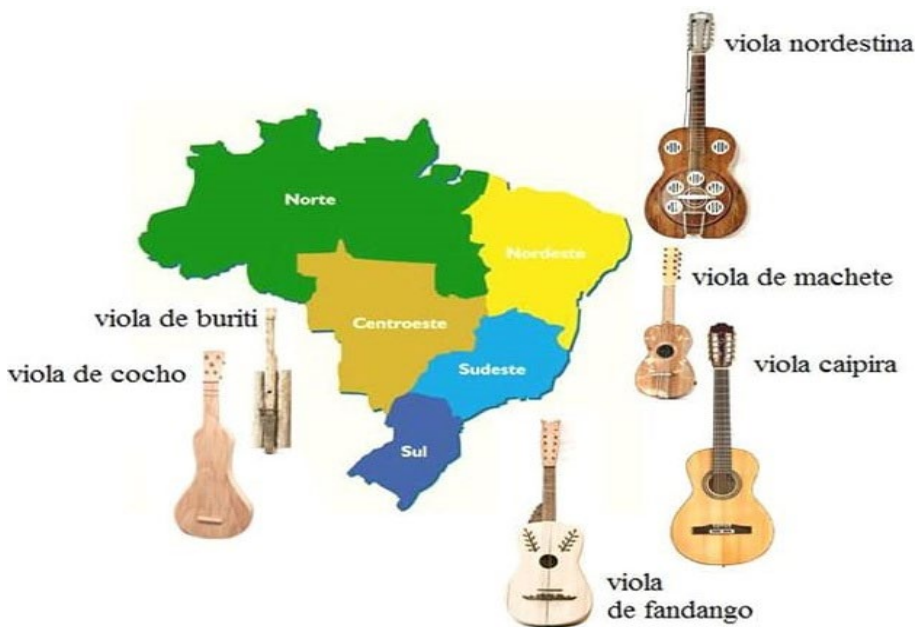 viola nordestina
Norte
Nordeste
viola de machete
viola de buriti
Centroeste
viola de cocho
Sudeste
viola caipira
Sul
viola
de fandango